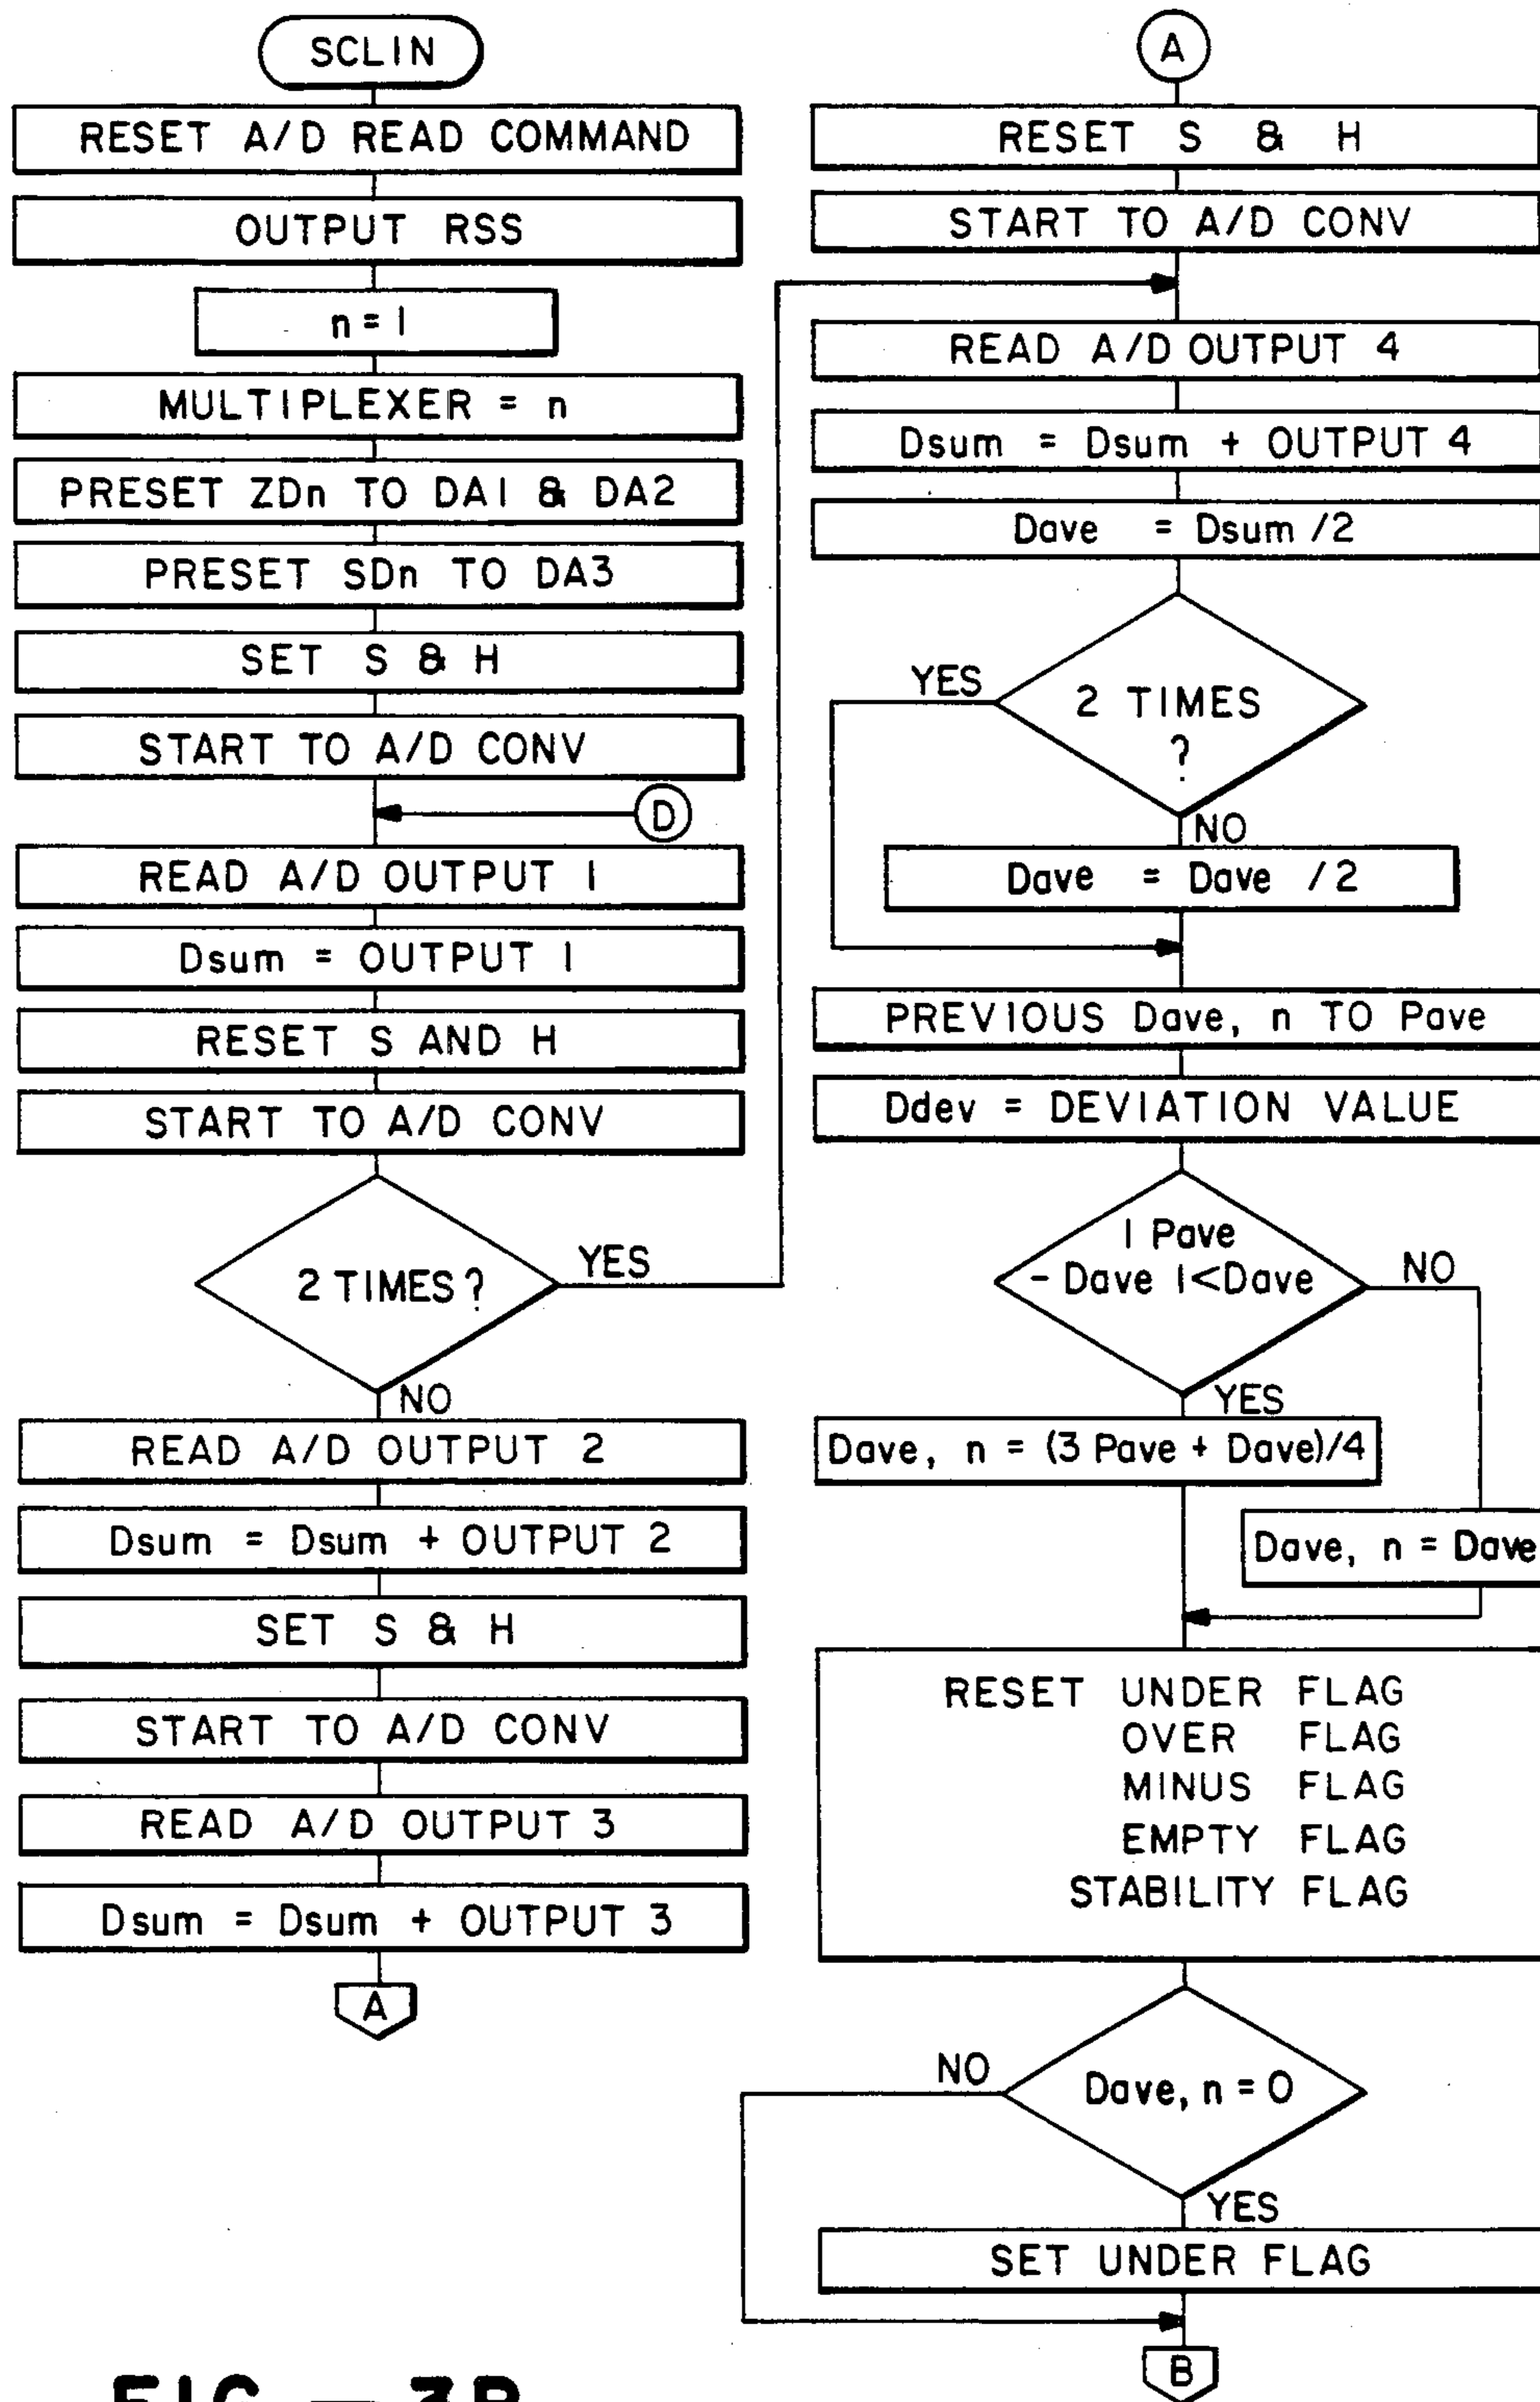 SCLIN
RESET A/D READ COMMAND
OUTPUT RSS
n = 1
MULTIPLEXER = n
PRESET ZDn TO DA1 & DA2
PRESET SDn TO DA3
SET S & H
START TO A/D CONV
D
READ A/D OUTPUT 1
Dsum = OUTPUT 1
RESET S AND H
START TO A/D CONV
2 TIMES?
YES
NO
READ A/D OUTPUT 2
Dsum = Dsum + OUTPUT 2
SET S & H
START TO A/D CONV
READ A/D OUTPUT 3
Dsum = Dsum + OUTPUT 3
A
A
RESET S & H
START TO A/D CONV
READ A/D OUTPUT 4
Dsum = Dsum + OUTPUT 4
Dave = Dsum /2
YES
2 TIMES
?
NO
Dave = Dave /2
PREVIOUS Dave, n TO Pave
Ddev = DEVIATION VALUE
1 Pave
- Dave 1<Dave
NO
YES
Dave, n = (3 Pave + Dave)/4
Dave, n = Dave
RESET UNDER FLAG
OVER FLAG
MINUS FLAG
EMPTY FLAG
STABILITY FLAG
NO
Dave, n = 0
YES
SET UNDER FLAG
B
FIG.—3B